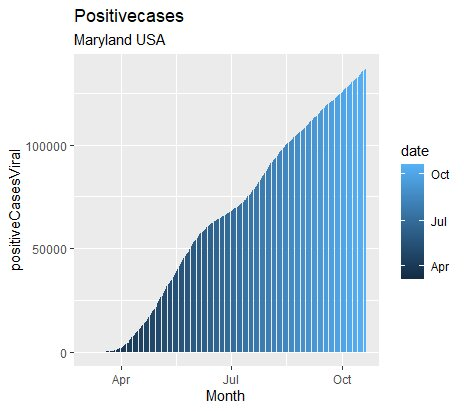 Positivecases
Maryland USA
positiveCasesViral
100000
50000
0
Apr
Jul
Oct
Month
date
Oct
Jul
Apr